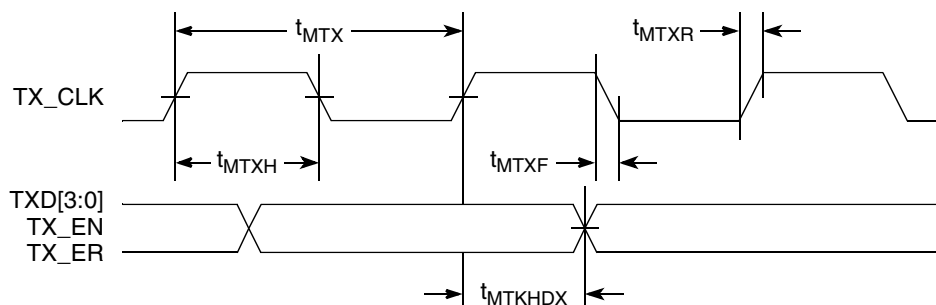 tMTX
tMTXR
TX_CLK
tMTXH
tMTXF
TXD[3:0]
TX_EN
TX_ER
tMTKHDX